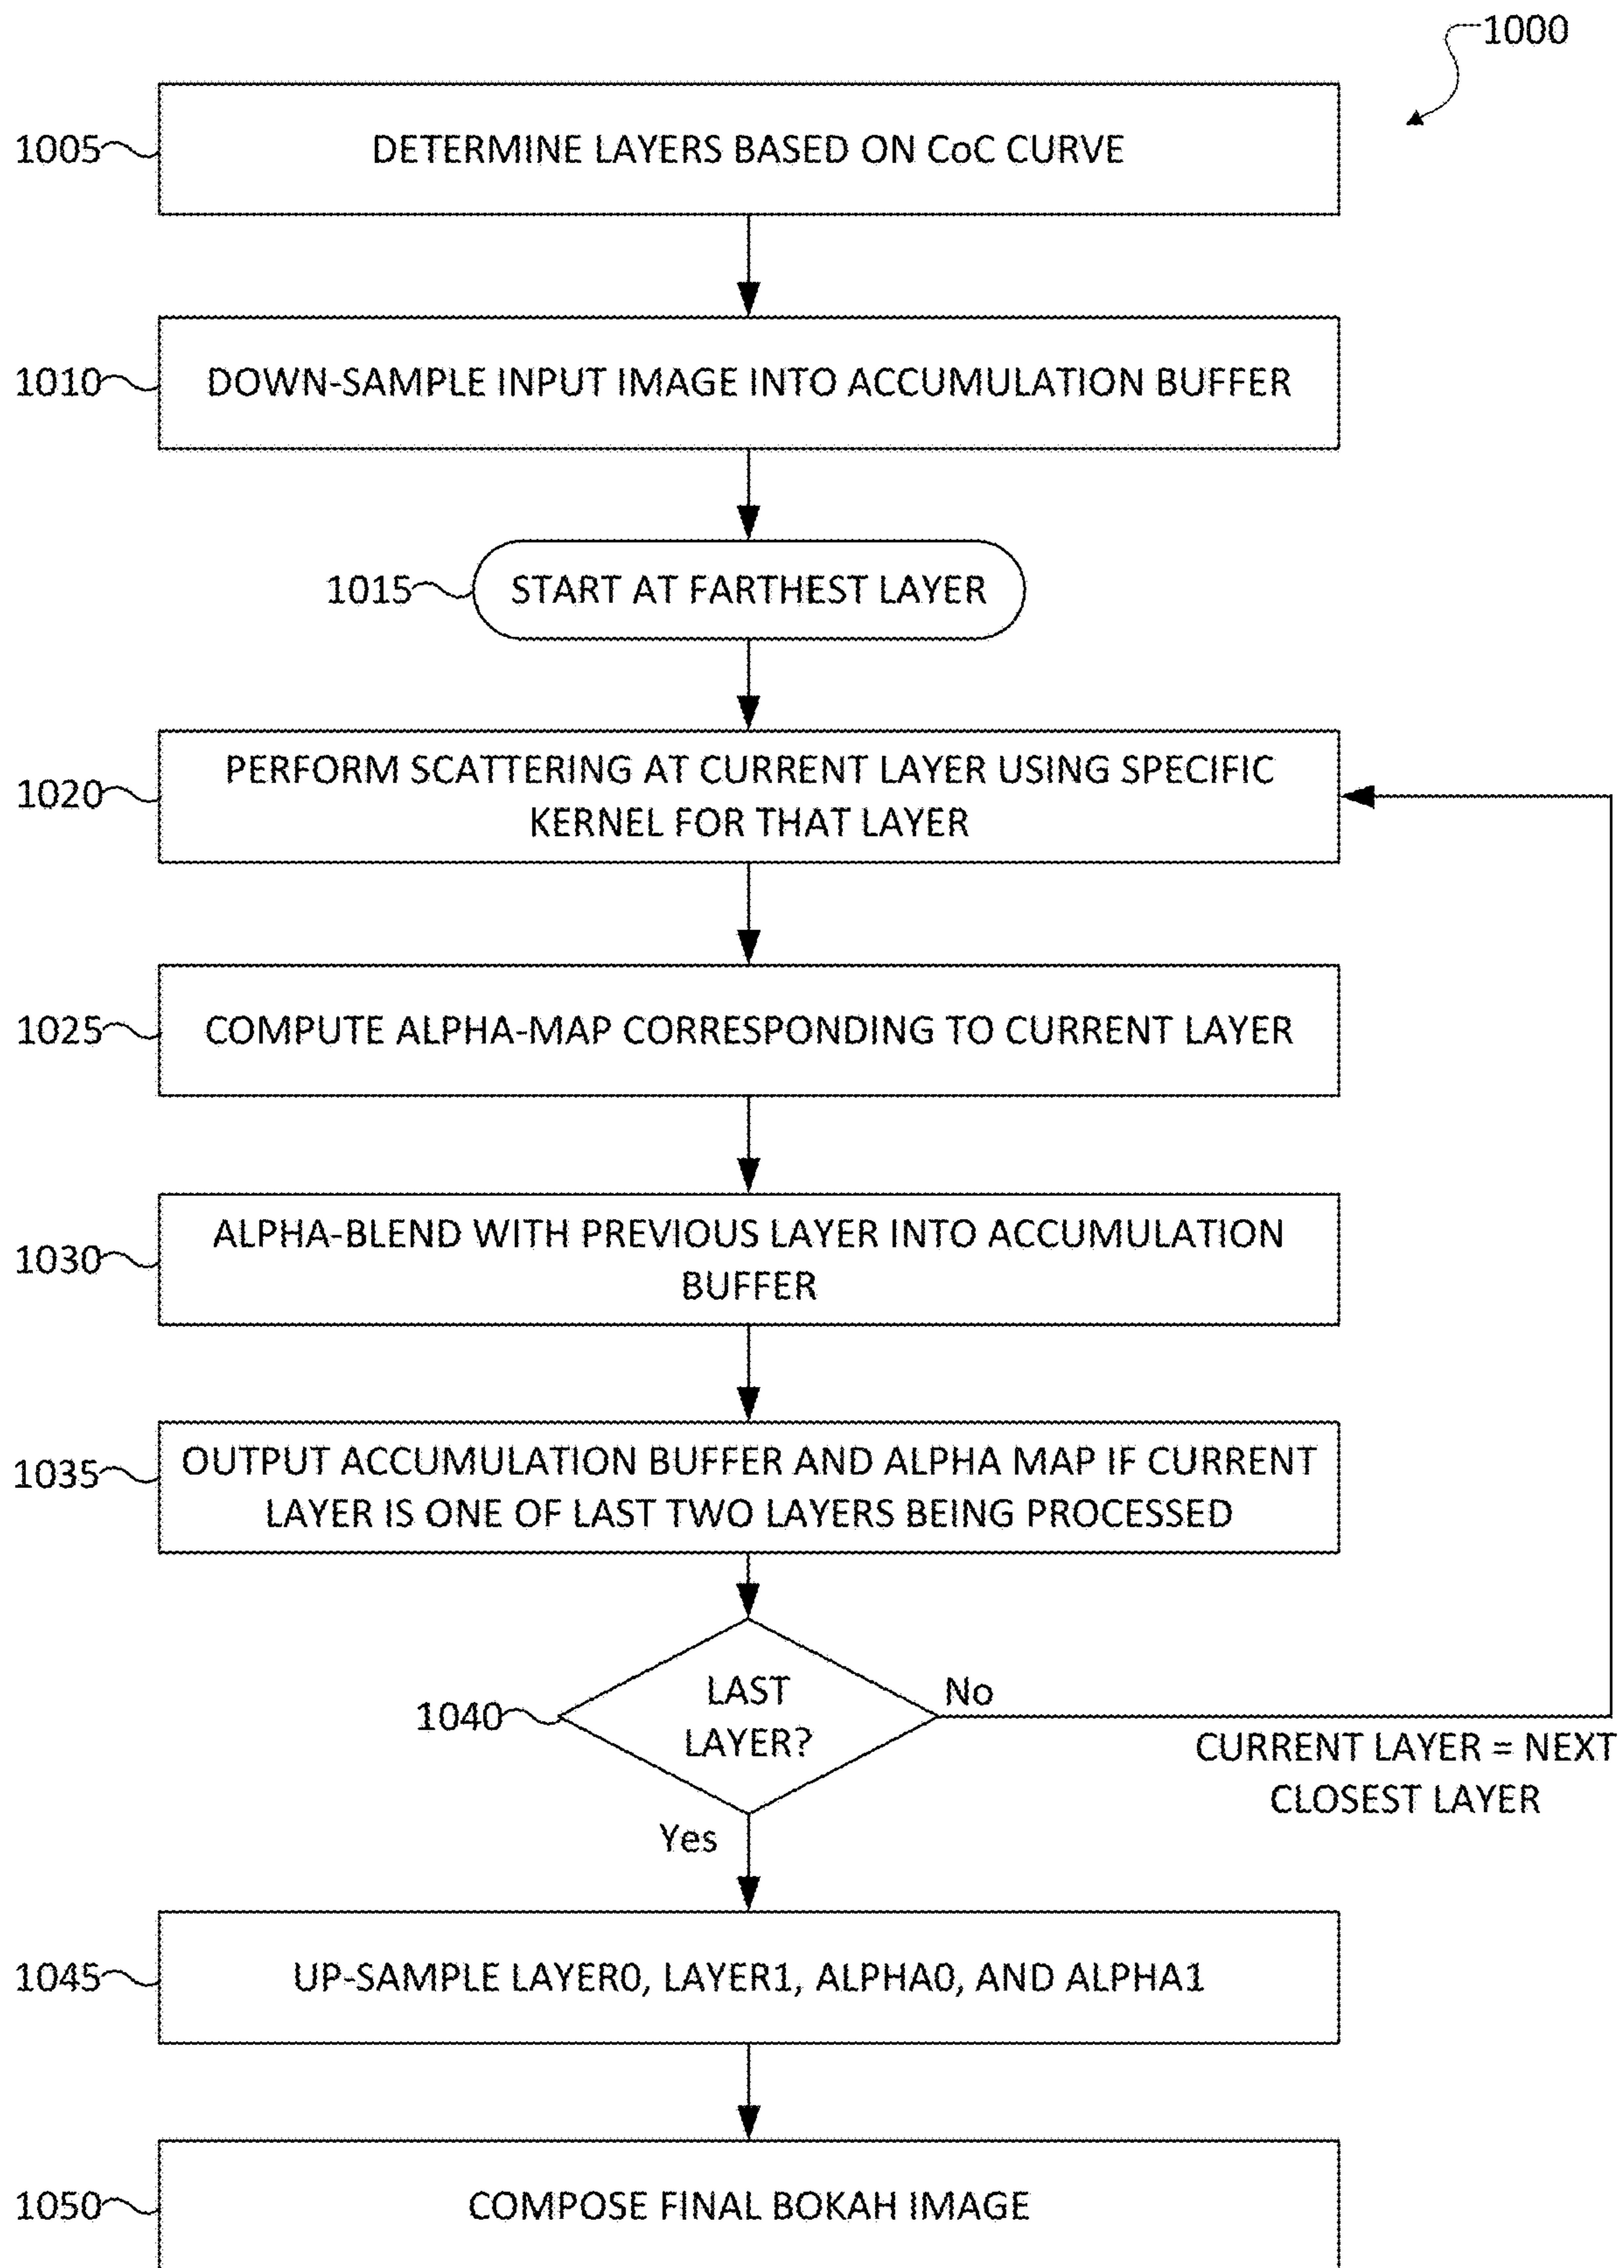 1000
1005
DETERMINE LAYERS BASED ON CoC CURVE
1010
DOWN-SAMPLE INPUT IMAGE INTO ACCUMULATION BUFFER
1015
START AT FARTHEST LAYER
1020
PERFORM SCATTERING AT CURRENT LAYER USING SPECIFIC
KERNEL FOR THAT LAYER
1025
COMPUTE ALPHA-MAP CORRESPONDING TO CURRENT LAYER
1030
ALPHA-BLEND WITH PREVIOUS LAYER INTO ACCUMULATION
BUFFER
1035
OUTPUT ACCUMULATION BUFFER AND ALPHA MAP IF CURRENT
LAYER IS ONE OF LAST TWO LAYERS BEING PROCESSED
1040
LAST
LAYER?
No
CURRENT LAYER = NEXT
CLOSEST LAYER
Yes
1045
UP-SAMPLE LAYER0, LAYER1, ALPHA0, AND ALPHA1
1050
COMPOSE FINAL BOKAH IMAGE